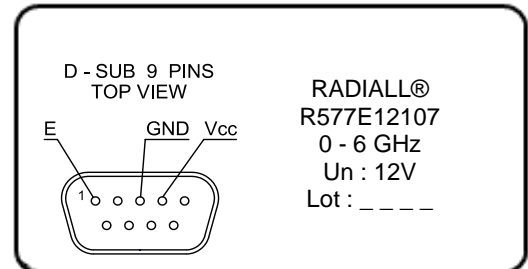 D - SUB 9 PINS
TOP VIEW
E GND Vcc
1
RADIALL®
R577E12107
0 - 6 GHz
Un : 12V
Lot : _ _ _ _